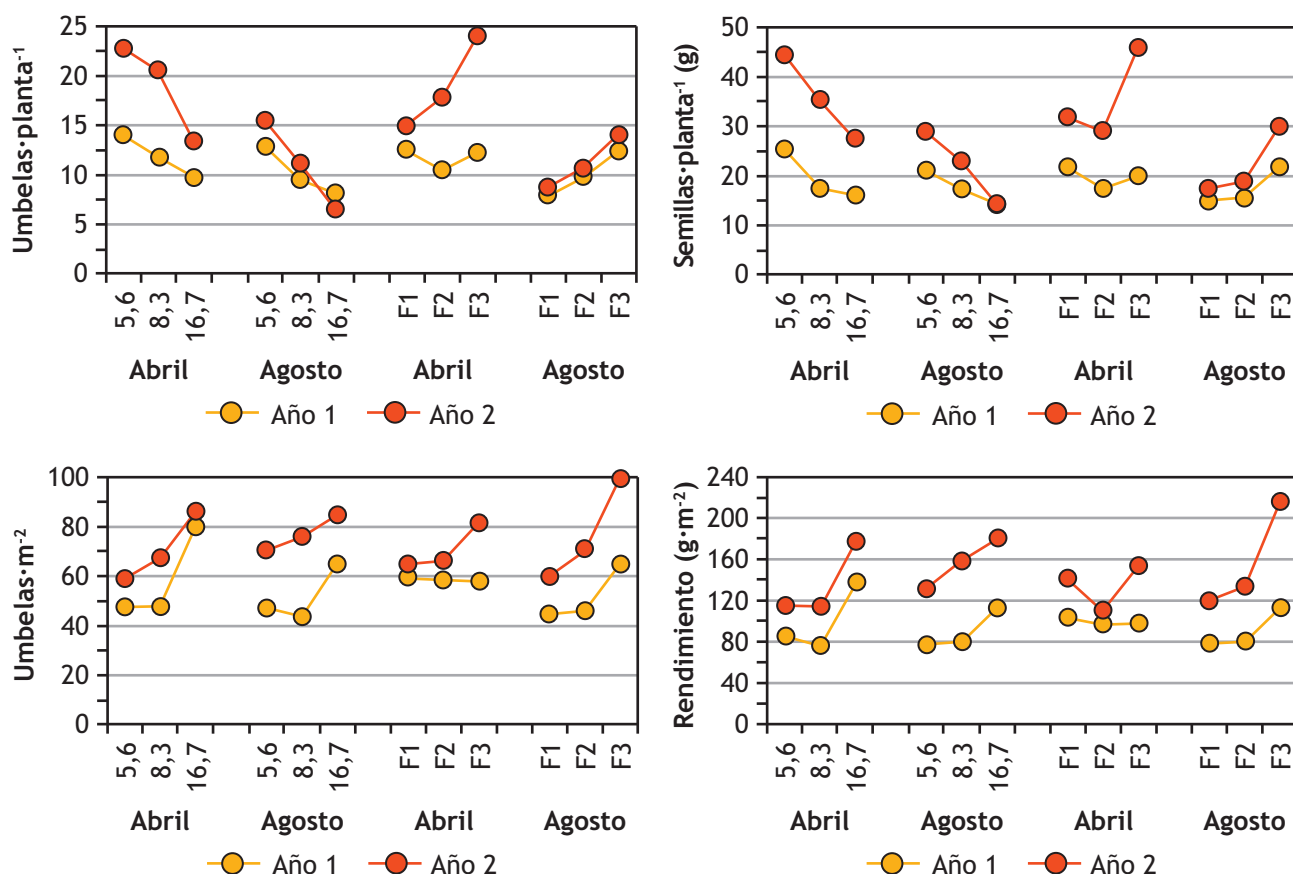 Umbelas·planta⁻¹
25
20
15
10
5
0
5,6
8,3
16,7
5,6
8,3
16,7
F1
F2
F3
F1
F2
F3
Abril Agosto Abril Agosto
Año 1 Año 2
Semillas·planta⁻¹ (g)
50
40
30
20
10
0
5,6
8,3
16,7
5,6
8,3
16,7
F1
F2
F3
F1
F2
F3
Abril Agosto Abril Agosto
Año 1 Año 2
Umbelas·m⁻²
100
80
60
40
20
0
5,6
8,3
16,7
5,6
8,3
16,7
F1
F2
F3
F1
F2
F3
Abril Agosto Abril Agosto
Año 1 Año 2
Rendimiento (g·m⁻²)
240
200
160
120
80
40
0
5,6
8,3
16,7
5,6
8,3
16,7
F1
F2
F3
F1
F2
F3
Abril Agosto Abril Agosto
Año 1 Año 2